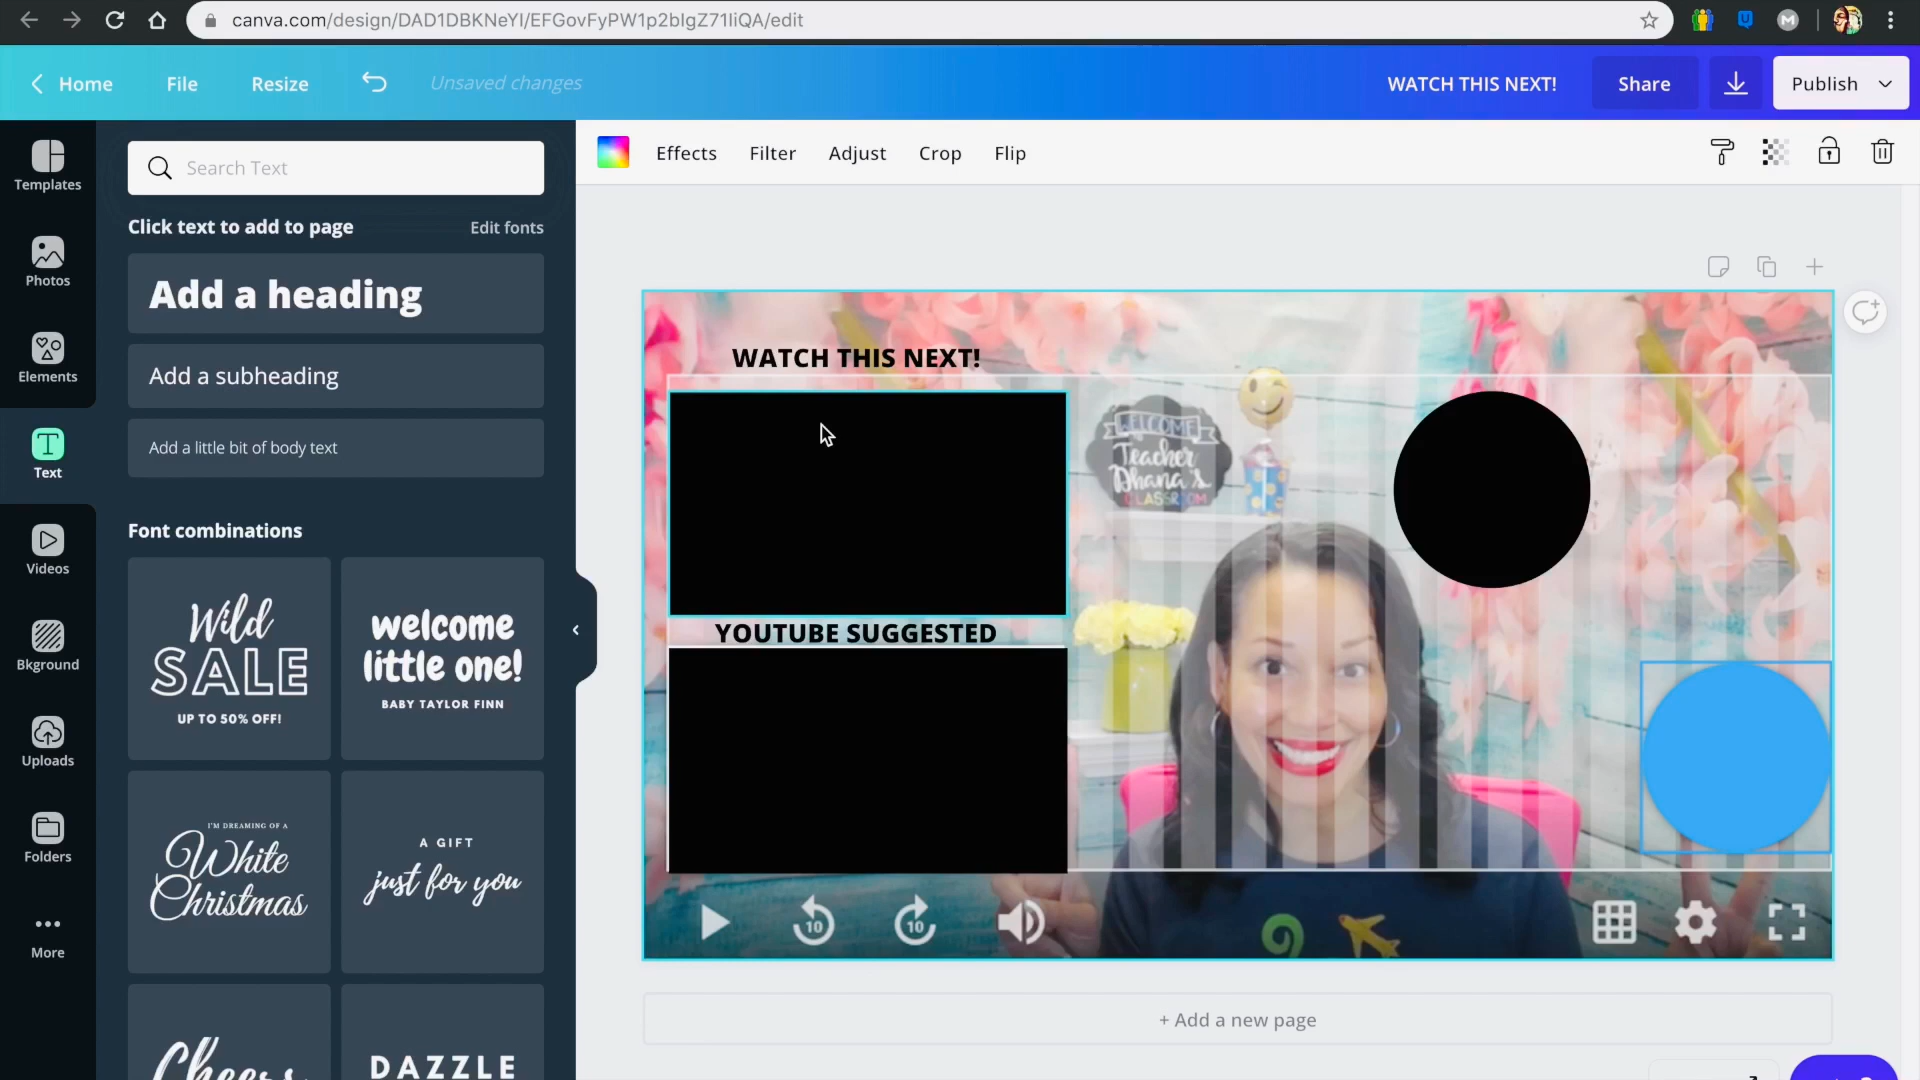 canva.com/design/DAD1DBKNeYI/EFGovFyPW1p2bIgZ71IiQA/edit
Home
File
Resize
Unsaved changes
WATCH THIS NEXT!
Share
Publish
Effects
Filter
Adjust
Crop
Flip
Templates
Photos
Elements
Text
Videos
Bkground
Uploads
Folders
More
Search Text
Click text to add to page
Edit fonts
Add a heading
Add a subheading
Add a little bit of body text
Font combinations
Wild
SALE
UP TO 50% OFF!
welcome
little one!
BABY TAYLOR FINN
I'M DREAMING OF A
White
Christmas
A GIFT
just for you
Cheers
DAZZLE
WATCH THIS NEXT!
YOUTUBE SUGGESTED
WELCOME
Teacher
Dhana's
CLASSROOM
10
10
+ Add a new page